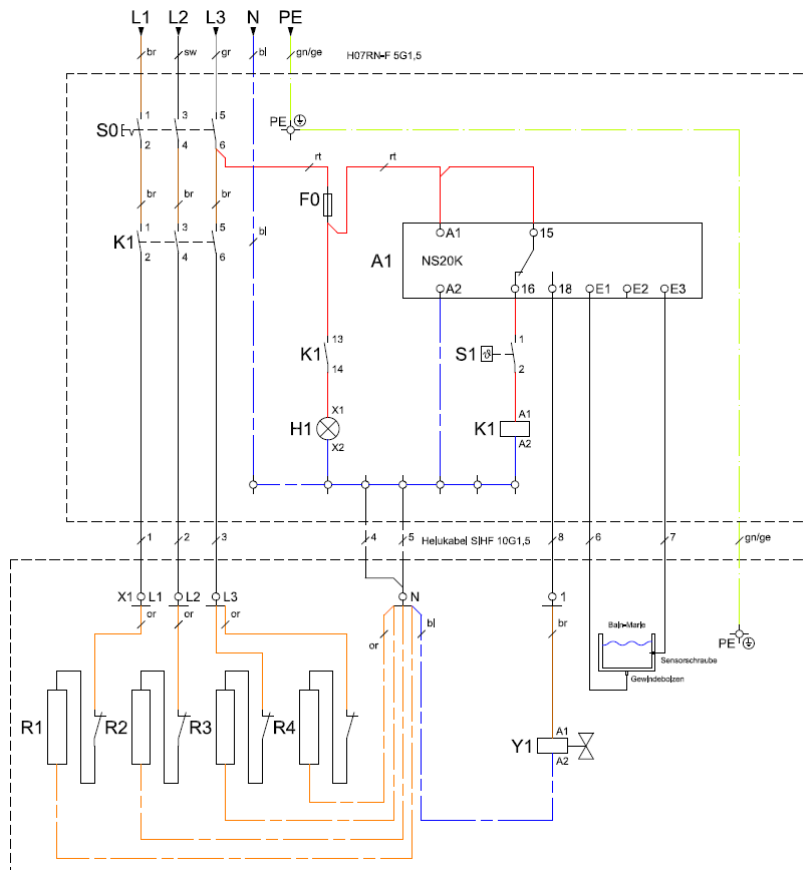 L1 L2 L3 N PE
br sw gr bl gn/ge H07RN-F 5G1,5
1 3 5
S0
PE
2 4 6
rt rt
F0
br br br
A1 15
1 3 5
bl
K1
A1 NS20K
2 4 6
A2 16 18 E1 E2 E3
13
K1
14
1
S1
2
X1
H1
X2
A1
K1
A2
1 2 3 4 5 Helukabel SIHF 10G1,5 8 6 7 gn/ge
X1 L1 L2 L3 N 1
or or or or bl br
Bain-Marie
PE
Sensorschraube
Gewindebolzen
R1 R2 R3 R4
A1
Y1
A2